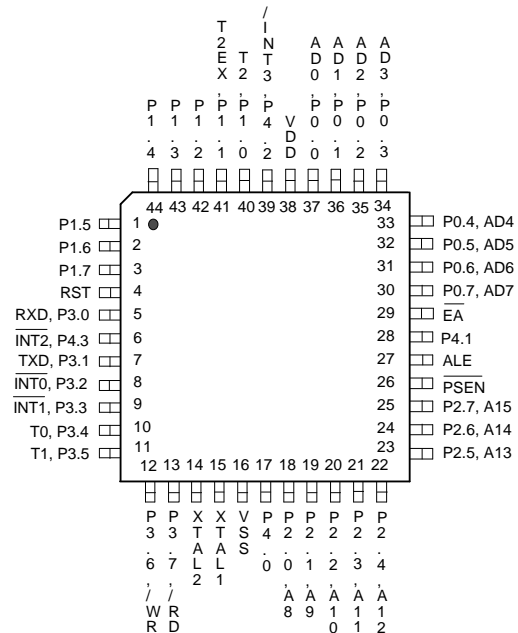 P1.4
P1.3
P1.2
T2EX,P1.1
T2,P1.0
/INT3,P4.2
VDD
AD0,P0.0
AD1,P0.1
AD2,P0.2
AD3,P0.3
44 43 42 41 40 39 38 37 36 35 34
P1.5 1
P1.6 2
P1.7 3
RST 4
RXD, P3.0 5
INT2, P4.3 6
TXD, P3.1 7
INT0, P3.2 8
INT1, P3.3 9
T0, P3.4 10
T1, P3.5 11
33 P0.4, AD4
32 P0.5, AD5
31 P0.6, AD6
30 P0.7, AD7
29 EA
28 P4.1
27 ALE
26 PSEN
25 P2.7, A15
24 P2.6, A14
23 P2.5, A13
12 13 14 15 16 17 18 19 20 21 22
P3.6,/WR
P3.7,/RD
XTAL2
XTAL1
VSS
P4.0
P2.0,A8
P2.1,A9
P2.2,A10
P2.3,A11
P2.4,A12